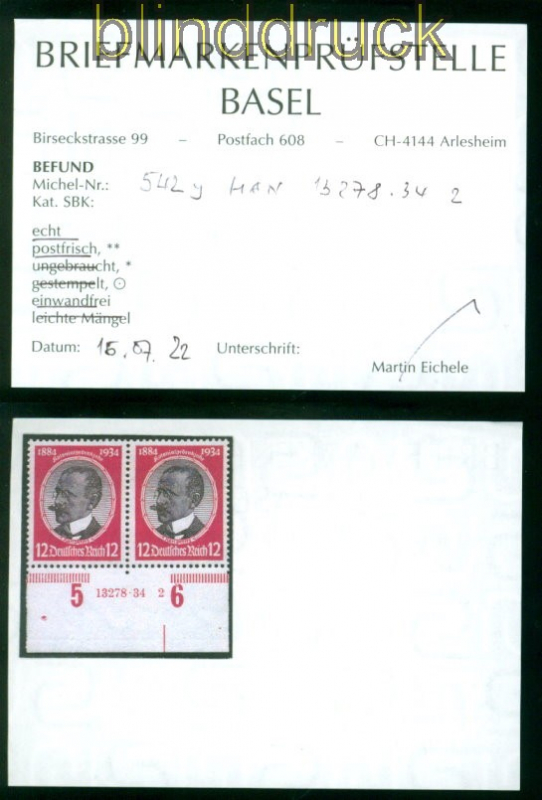 blinddruck
BRIEFMARKENPRÜFSTELLE
BASEL
Birseckstrasse 99 – Postfach 608 – CH-4144 Arlesheim
BEFUND
Michel-Nr.: 542 y HAN 13278.34 2
Kat. SBK:
echt
postfrisch, **
ungebraucht, *
gestempelt, ⊙
einwandfrei
leichte Mängel
Datum: 15.07.22 Unterschrift:
Martin Eichele
1884 1934 1884 1934
12 Deutsches Reich 12 12 Deutsches Reich 12
5 13278·34 2 6